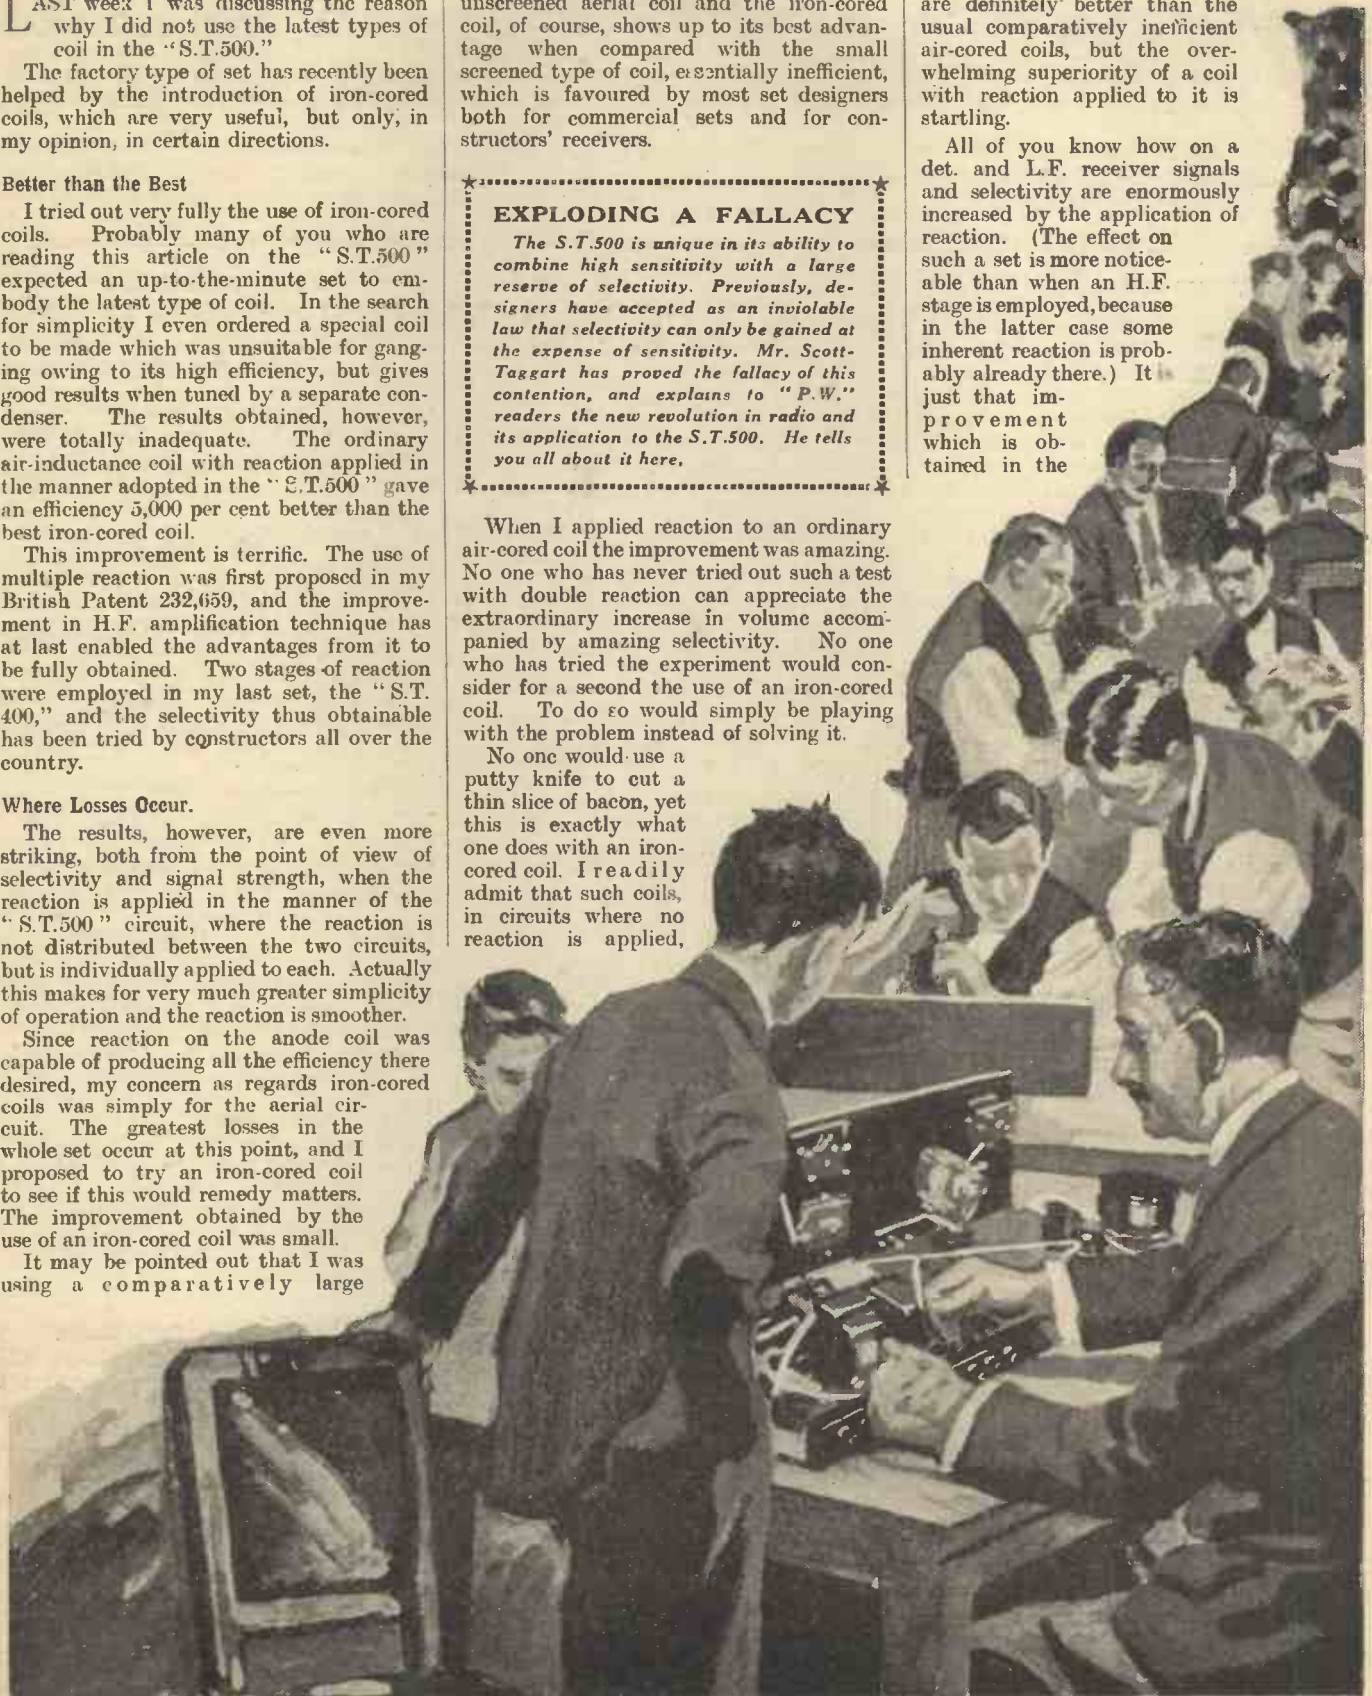 LAST week I was discussing the reason
why I did not use the latest types of
coil in the "S.T.500."
The factory type of set has recently been
helped by the introduction of iron-cored
coils, which are very useful, but only, in
my opinion, in certain directions.
Better than the Best
I tried out very fully the use of iron-cored
coils. Probably many of you who are
reading this article on the "S.T.500"
expected an up-to-the-minute set to em-
body the latest type of coil. In the search
for simplicity I even ordered a special coil
to be made which was unsuitable for gang-
ing owing to its high efficiency, but gives
good results when tuned by a separate con-
denser. The results obtained, however,
were totally inadequate. The ordinary
air-inductance coil with reaction applied in
the manner adopted in the "S.T.500" gave
an efficiency 5,000 per cent better than the
best iron-cored coil.
This improvement is terrific. The use of
multiple reaction was first proposed in my
British Patent 232,659, and the improve-
ment in H.F. amplification technique has
at last enabled the advantages from it to
be fully obtained. Two stages of reaction
were employed in my last set, the "S.T.
400," and the selectivity thus obtainable
has been tried by constructors all over the
country.
Where Losses Occur.
The results, however, are even more
striking, both from the point of view of
selectivity and signal strength, when the
reaction is applied in the manner of the
"S.T.500" circuit, where the reaction is
not distributed between the two circuits,
but is individually applied to each. Actually
this makes for very much greater simplicity
of operation and the reaction is smoother.
Since reaction on the anode coil was
capable of producing all the efficiency there
desired, my concern as regards iron-cored
coils was simply for the aerial cir-
cuit. The greatest losses in the
whole set occur at this point, and I
proposed to try an iron-cored coil
to see if this would remedy matters.
The improvement obtained by the
use of an iron-cored coil was small.
It may be pointed out that I was
using a comparatively large
unscreened aerial coil and the iron-cored
coil, of course, shows up to its best advan-
tage when compared with the small
screened type of coil, essentially inefficient,
which is favoured by most set designers
both for commercial sets and for con-
structors' receivers.
EXPLODING A FALLACY
The S.T.500 is unique in its ability to
combine high sensitivity with a large
reserve of selectivity. Previously, de-
signers have accepted as an inviolable
law that selectivity can only be gained at
the expense of sensitivity. Mr. Scott-
Taggart has proved the fallacy of this
contention, and explains to "P.W."
readers the new revolution in radio and
its application to the S.T.500. He tells
you all about it here.
When I applied reaction to an ordinary
air-cored coil the improvement was amazing.
No one who has never tried out such a test
with double reaction can appreciate the
extraordinary increase in volume accom-
panied by amazing selectivity. No one
who has tried the experiment would con-
sider for a second the use of an iron-cored
coil. To do so would simply be playing
with the problem instead of solving it.
No one would use a
putty knife to cut a
thin slice of bacon, yet
this is exactly what
one does with an iron-
cored coil. I readily
admit that such coils,
in circuits where no
reaction is applied,
are definitely better than the
usual comparatively inefficient
air-cored coils, but the over-
whelming superiority of a coil
with reaction applied to it is
startling.
All of you know how on a
det. and L.F. receiver signals
and selectivity are enormously
increased by the application of
reaction. (The effect on
such a set is more notice-
able than when an H.F.
stage is employed, because
in the latter case some
inherent reaction is prob-
ably already there.) It is
just that im-
provement
which is ob-
tained in the